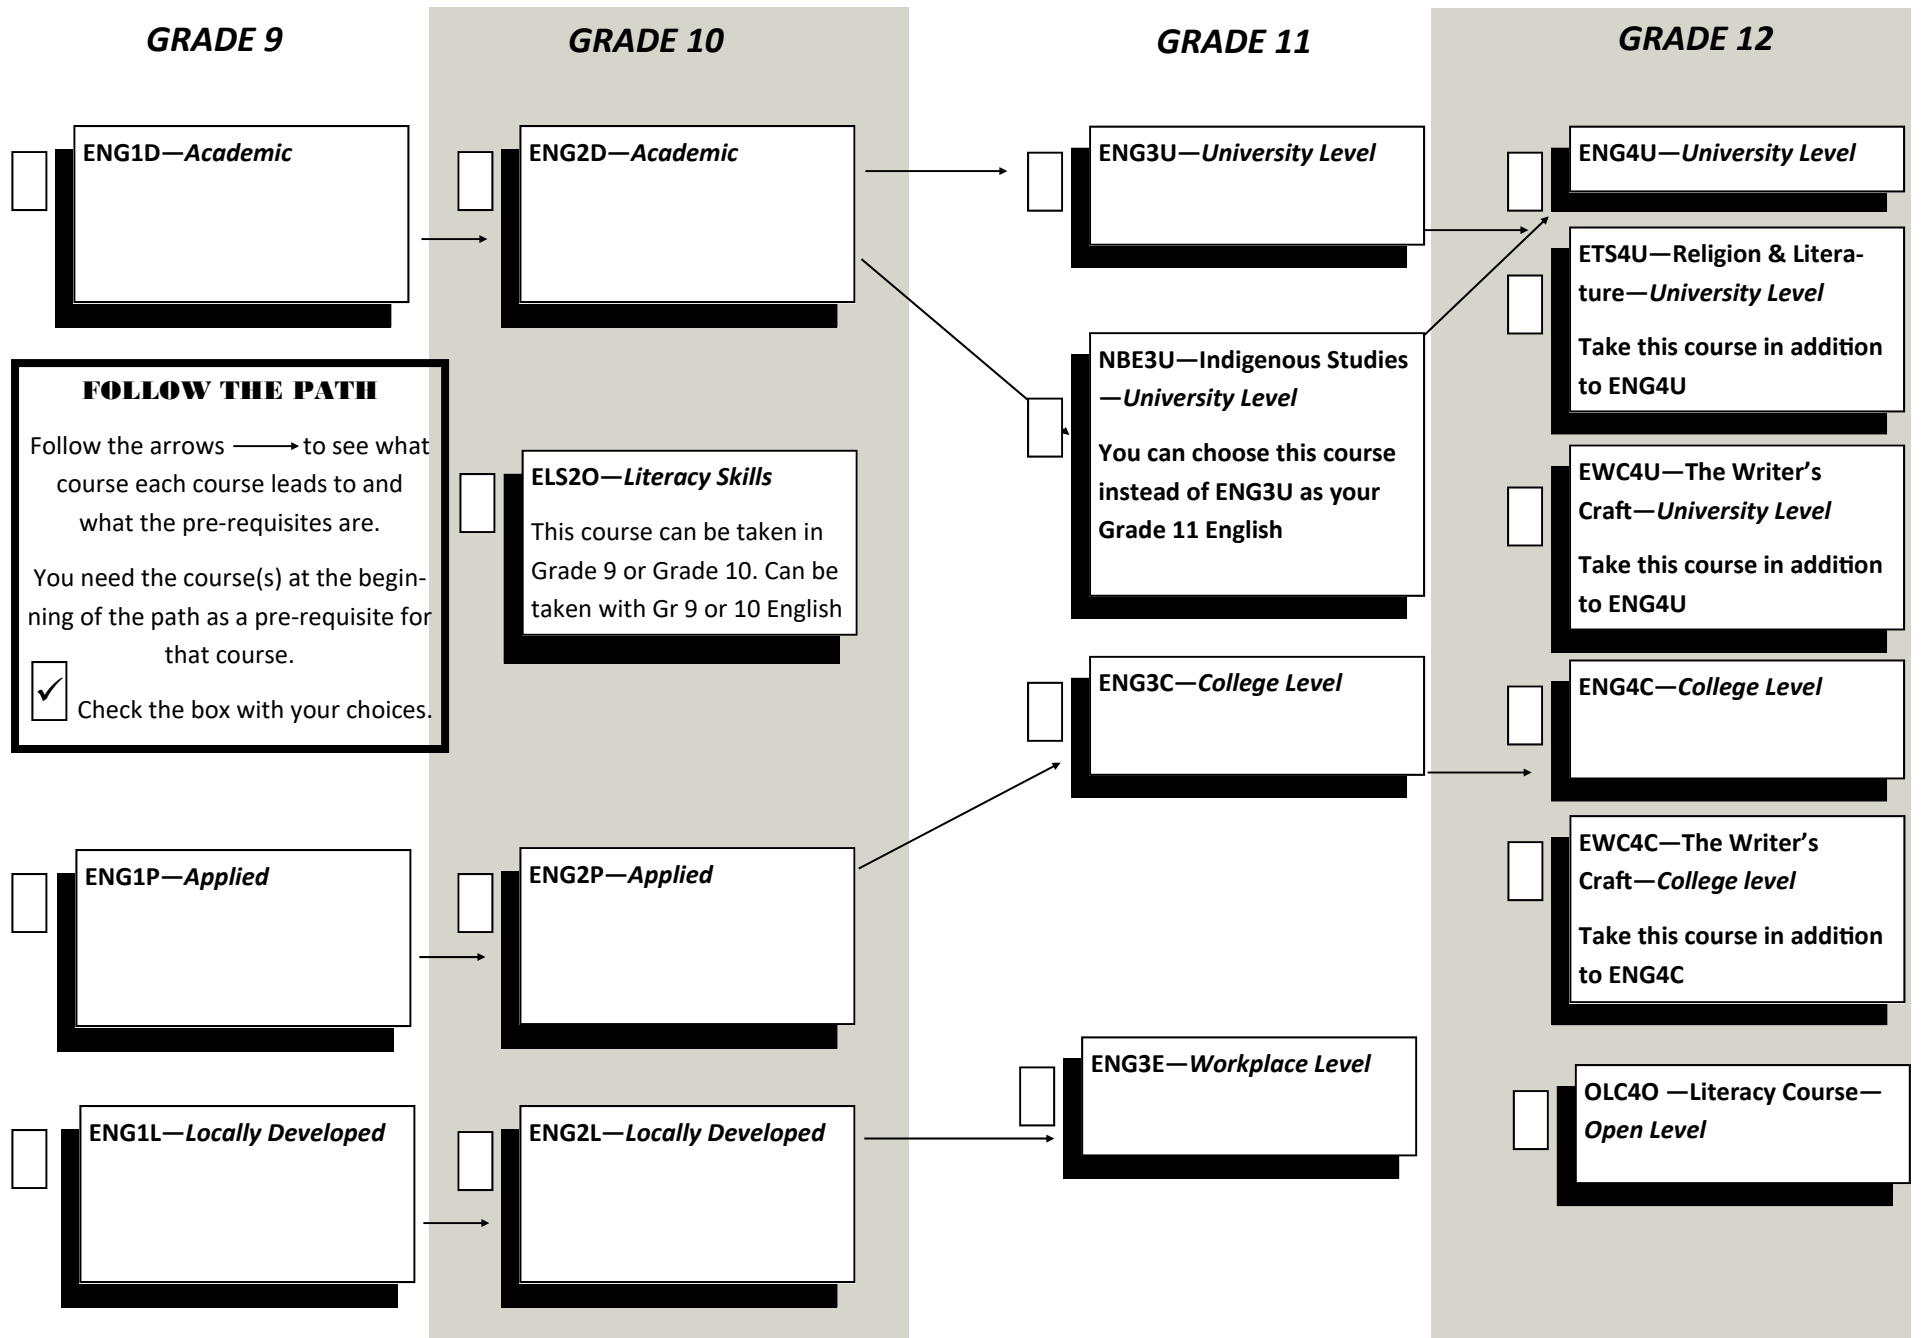 GRADE 9
GRADE 10
GRADE 11
GRADE 12
ENG1D—Academic
FOLLOW THE PATH
Follow the arrows to see what
course each course leads to and
what the pre-requisites are.
You need the course(s) at the begin-
ning of the path as a pre-requisite for
that course.
✓ Check the box with your choices.
ENG1P—Applied
ENG1L—Locally Developed
ENG2D—Academic
ELS2O—Literacy Skills
This course can be taken in
Grade 9 or Grade 10. Can be
taken with Gr 9 or 10 English
ENG2P—Applied
ENG2L—Locally Developed
ENG3U—University Level
NBE3U—Indigenous Studies
—University Level
You can choose this course
instead of ENG3U as your
Grade 11 English
ENG3C—College Level
ENG3E—Workplace Level
ENG4U—University Level
ETS4U—Religion & Litera-
ture—University Level
Take this course in addition
to ENG4U
EWC4U—The Writer’s
Craft—University Level
Take this course in addition
to ENG4U
ENG4C—College Level
EWC4C—The Writer’s
Craft—College level
Take this course in addition
to ENG4C
OLC4O —Literacy Course—
Open Level